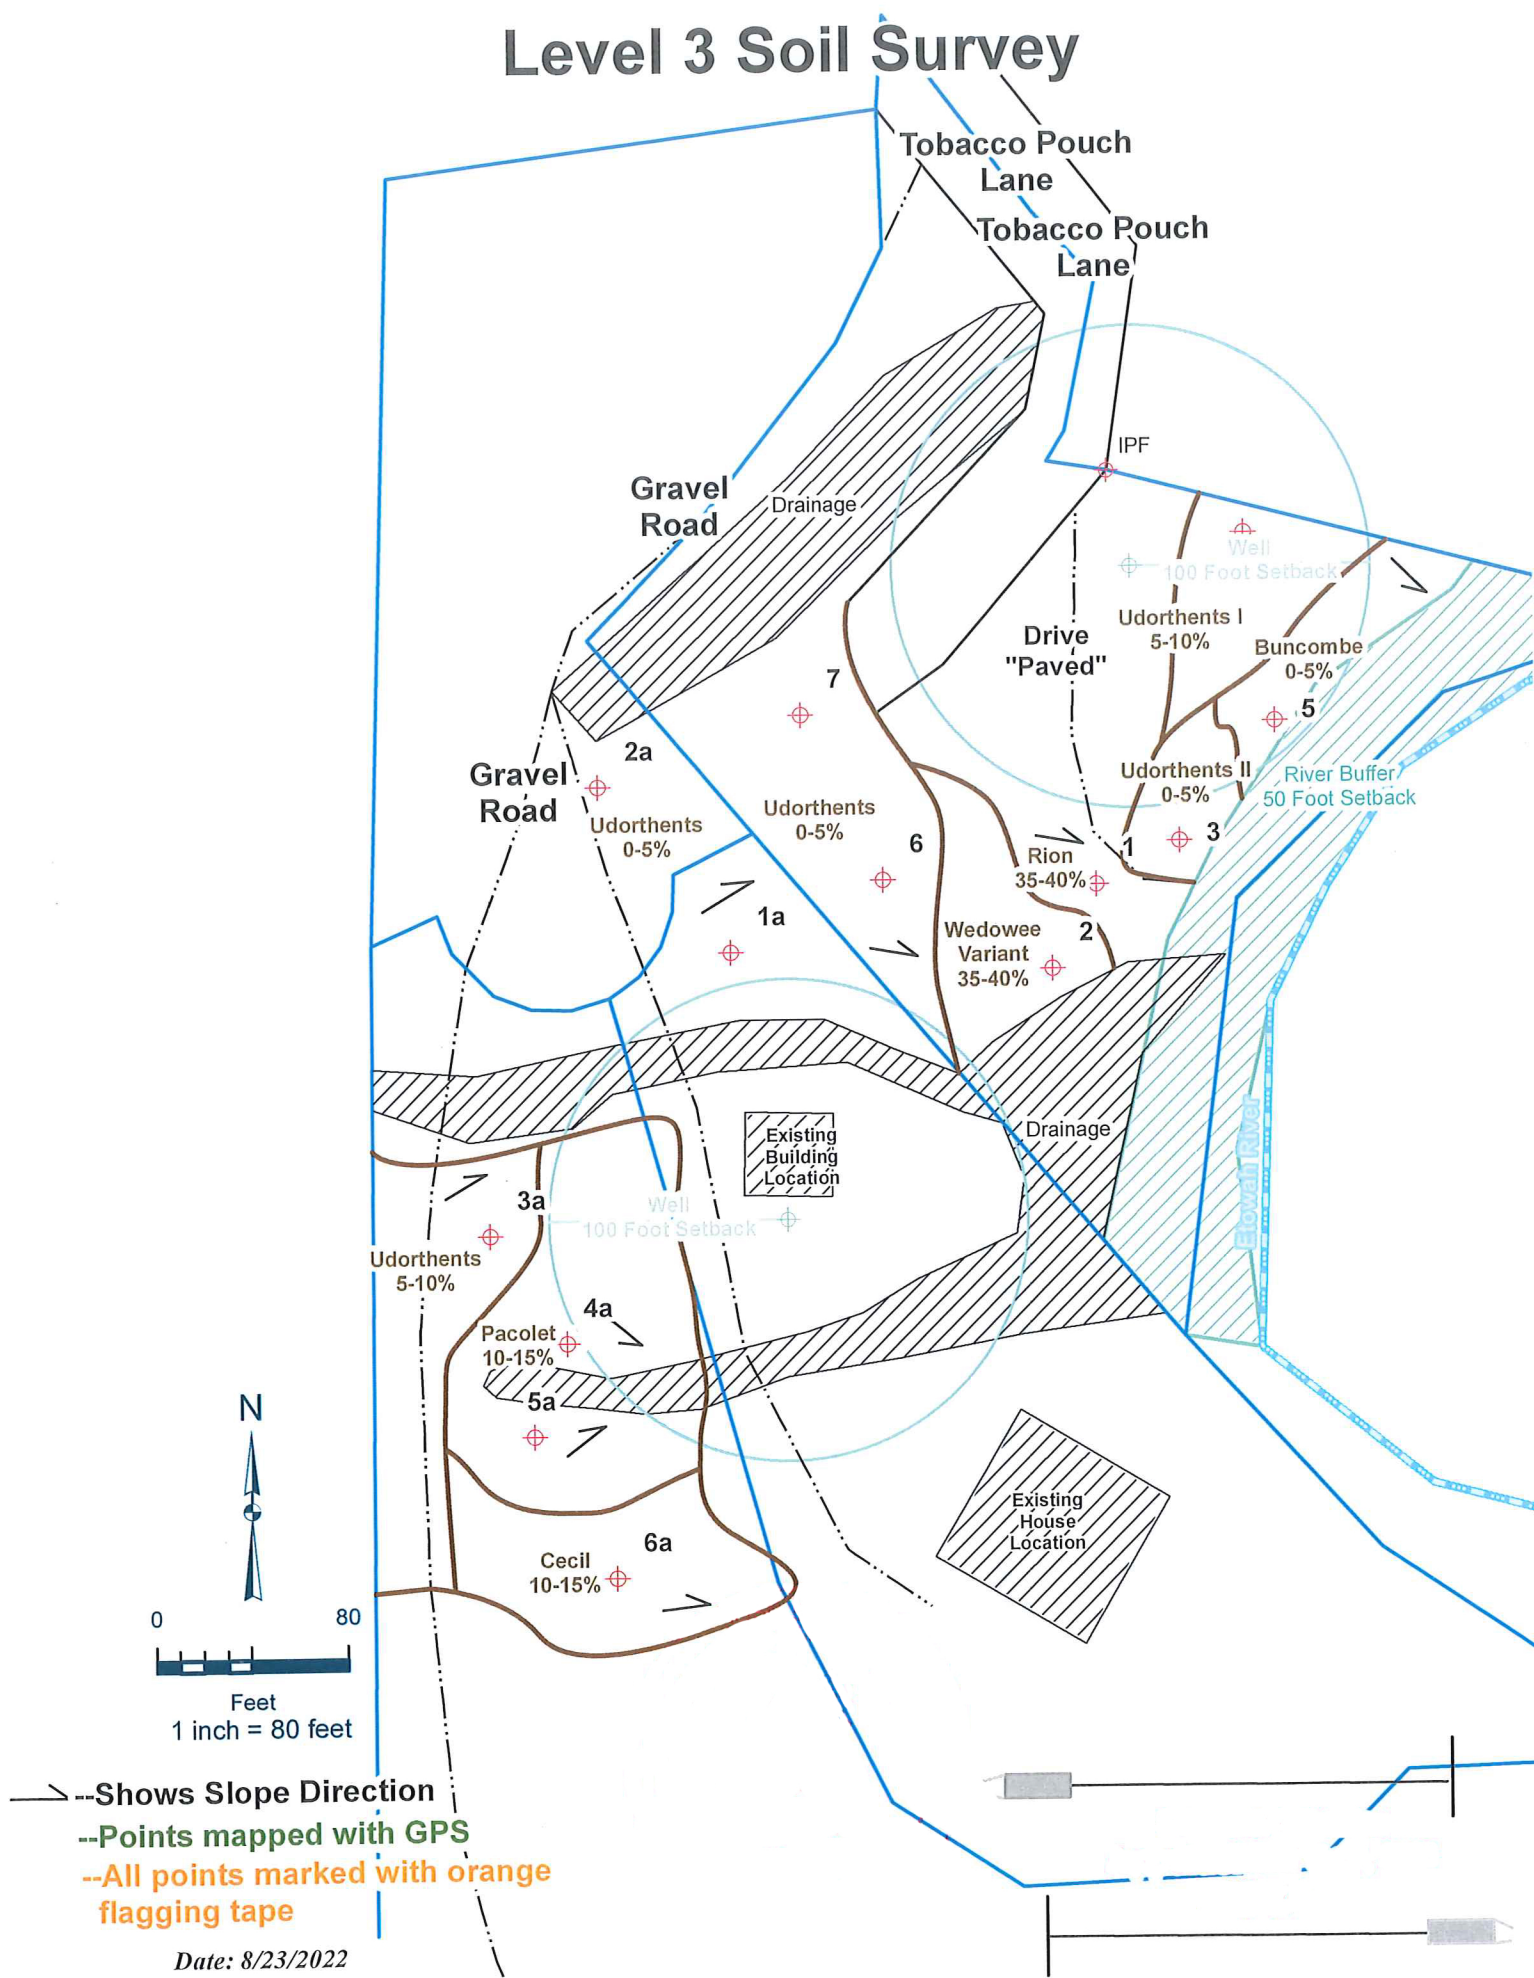 Level 3 Soil Survey
Tobacco Pouch
Lane
Tobacco Pouch
Lane
IPF
Gravel
Road
Drainage
Well
100 Foot Setback
Udorthents I
5-10%
Drive
"Paved"
Buncombe
0-5%
7
5
2a
Gravel
Road
Udorthents II
0-5%
River Buffer
50 Foot Setback
Udorthents
0-5%
Udorthents
0-5%
6
1
3
Rion
35-40%
1a
2
Wedowee
Variant
35-40%
Existing
Building
Location
Drainage
Etowah River
3a
Well
100 Foot Setback
Udorthents
5-10%
4a
Pacolet
10-15%
5a
N
Existing
House
Location
6a
Cecil
10-15%
0 80
Feet
1 inch = 80 feet
--Shows Slope Direction
--Points mapped with GPS
--All points marked with orange
flagging tape
Date: 8/23/2022